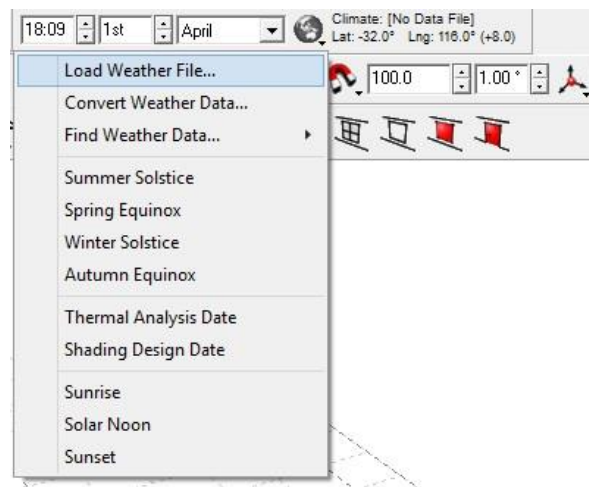 18:09 1st April Climate: [No Data File]
Lat: -32.0° Lng: 116.0° (+8.0)
Load Weather File...
100.0 1.00 °
Convert Weather Data...
Find Weather Data...
Summer Solstice
Spring Equinox
Winter Solstice
Autumn Equinox
Thermal Analysis Date
Shading Design Date
Sunrise
Solar Noon
Sunset